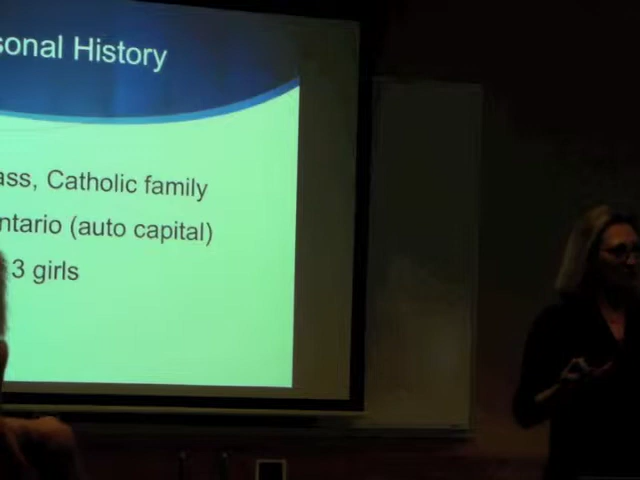 sonal History
ass, Catholic family
ntario (auto capital)
3 girls